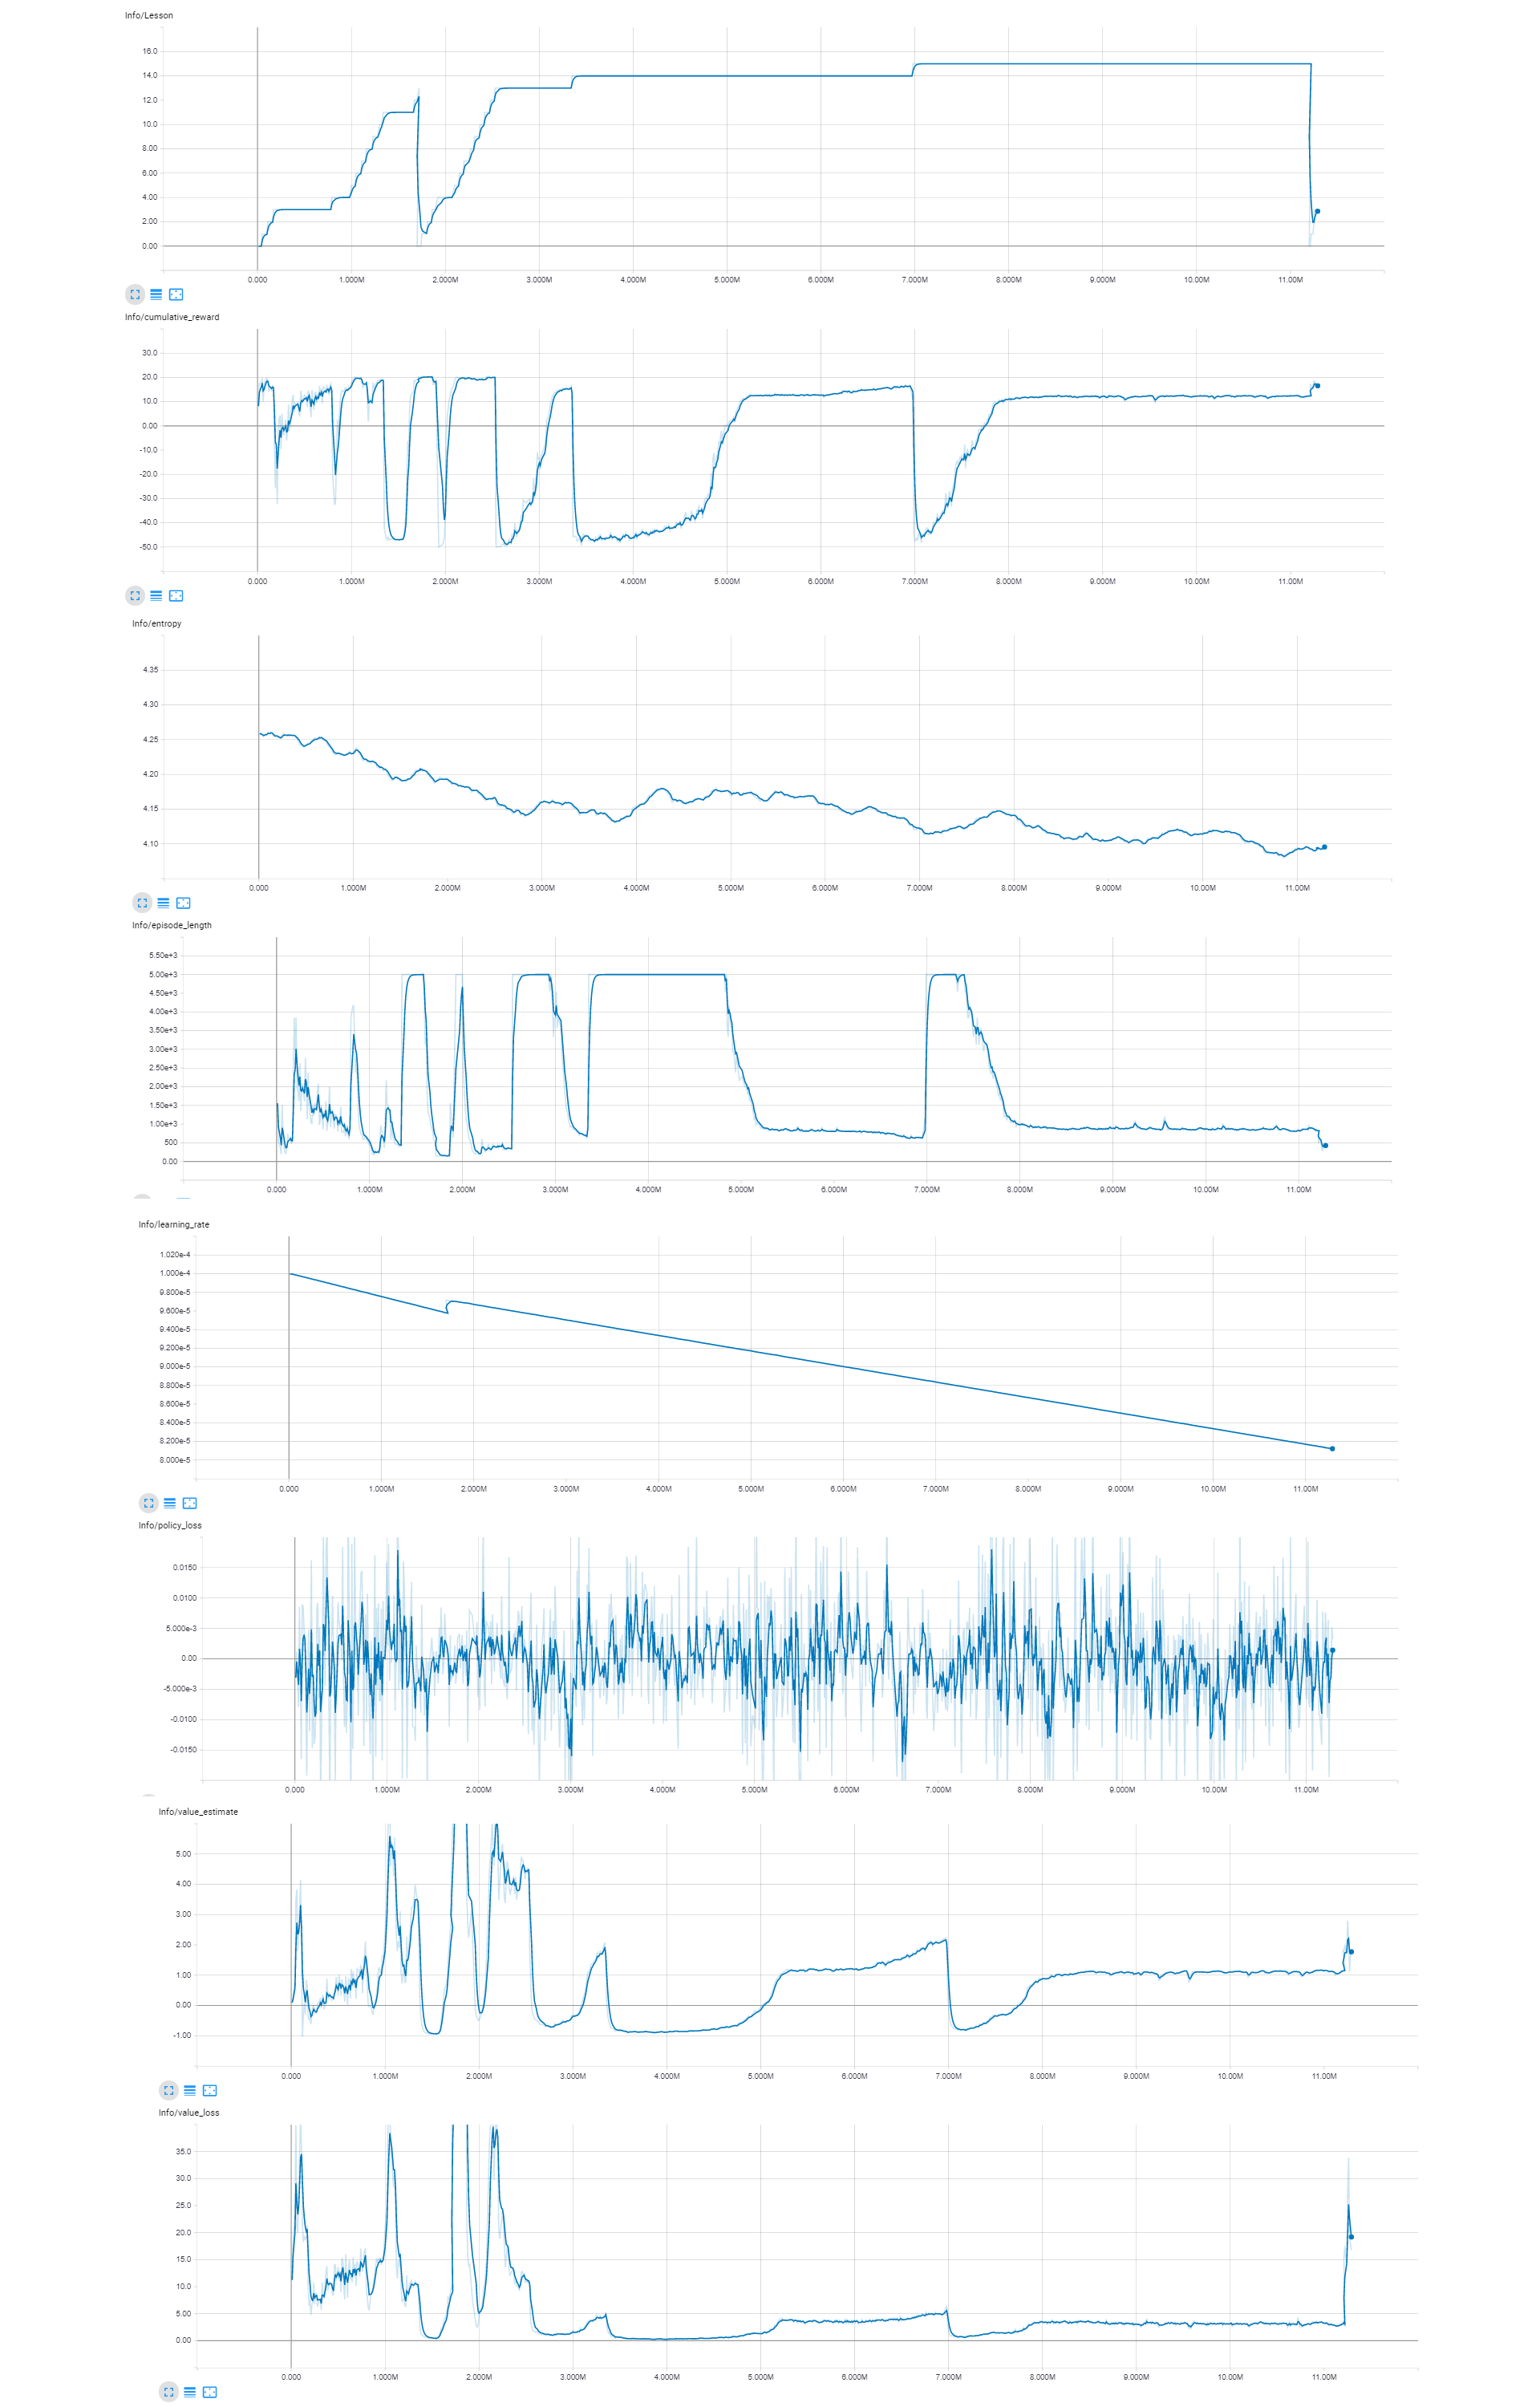 Info/Lesson
16.0
14.0
12.0
10.0
8.00
6.00
4.00
2.00
0.00
0.000 1.000M 2.000M 3.000M 4.000M 5.000M 6.000M 7.000M 8.000M 9.000M 10.00M 11.00M
Info/cumulative_reward
30.0
20.0
10.0
0.00
-10.0
-20.0
-30.0
-40.0
-50.0
0.000 1.000M 2.000M 3.000M 4.000M 5.000M 6.000M 7.000M 8.000M 9.000M 10.00M 11.00M
Info/entropy
4.35
4.30
4.25
4.20
4.15
4.10
0.000 1.000M 2.000M 3.000M 4.000M 5.000M 6.000M 7.000M 8.000M 9.000M 10.00M 11.00M
Info/episode_length
5.50e+3
5.00e+3
4.50e+3
4.00e+3
3.50e+3
3.00e+3
2.50e+3
2.00e+3
1.50e+3
1.00e+3
500
0.00
0.000 1.000M 2.000M 3.000M 4.000M 5.000M 6.000M 7.000M 8.000M 9.000M 10.00M 11.00M
Info/learning_rate
1.020e-4
1.000e-4
9.800e-5
9.600e-5
9.400e-5
9.200e-5
9.000e-5
8.800e-5
8.600e-5
8.400e-5
8.200e-5
8.000e-5
0.000 1.000M 2.000M 3.000M 4.000M 5.000M 6.000M 7.000M 8.000M 9.000M 10.00M 11.00M
Info/policy_loss
0.0150
0.0100
5.000e-3
0.00
-5.000e-3
-0.0100
-0.0150
0.000 1.000M 2.000M 3.000M 4.000M 5.000M 6.000M 7.000M 8.000M 9.000M 10.00M 11.00M
Info/value_estimate
5.00
4.00
3.00
2.00
1.00
0.00
-1.00
0.000 1.000M 2.000M 3.000M 4.000M 5.000M 6.000M 7.000M 8.000M 9.000M 10.00M 11.00M
Info/value_loss
35.0
30.0
25.0
20.0
15.0
10.0
5.00
0.00
0.000 1.000M 2.000M 3.000M 4.000M 5.000M 6.000M 7.000M 8.000M 9.000M 10.00M 11.00M